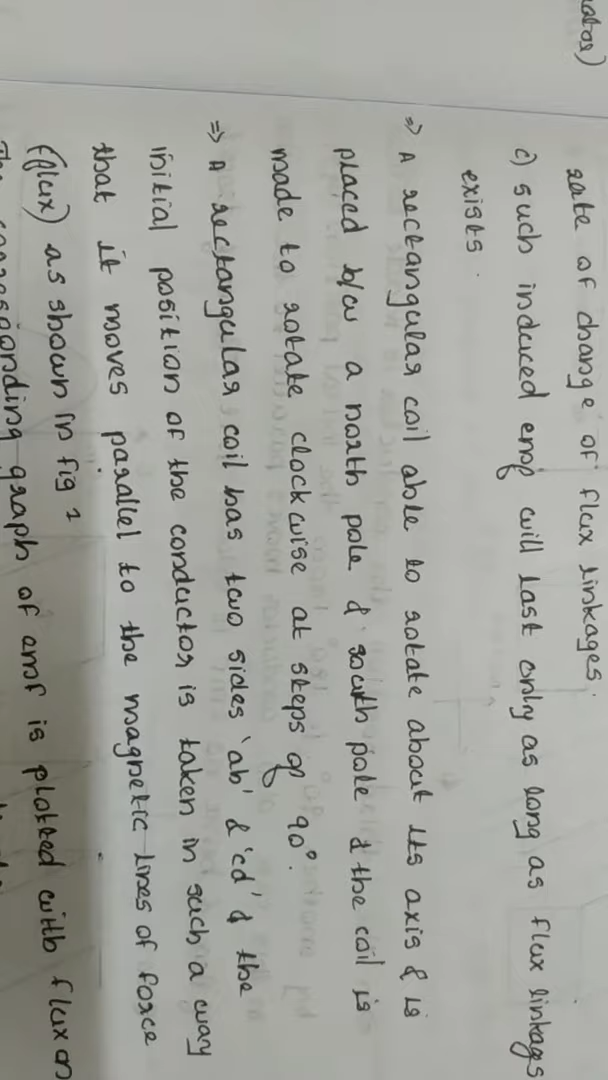 rate of change of flux linkages.
c) such induced emf will last only as long as flux linkages
exists.
⇒ A rectangular coil able to rotate about its axis & is
placed b/w a north pole & south pole & the coil is
made to rotate clockwise at steps of 90°.
⇒ A rectangular coil has two sides 'ab' & 'cd' & the
initial position of the conductor is taken in such a way
that it moves parallel to the magnetic lines of force
(flux) as shown in fig 1
corresponding graph of emf is plotted with flux on